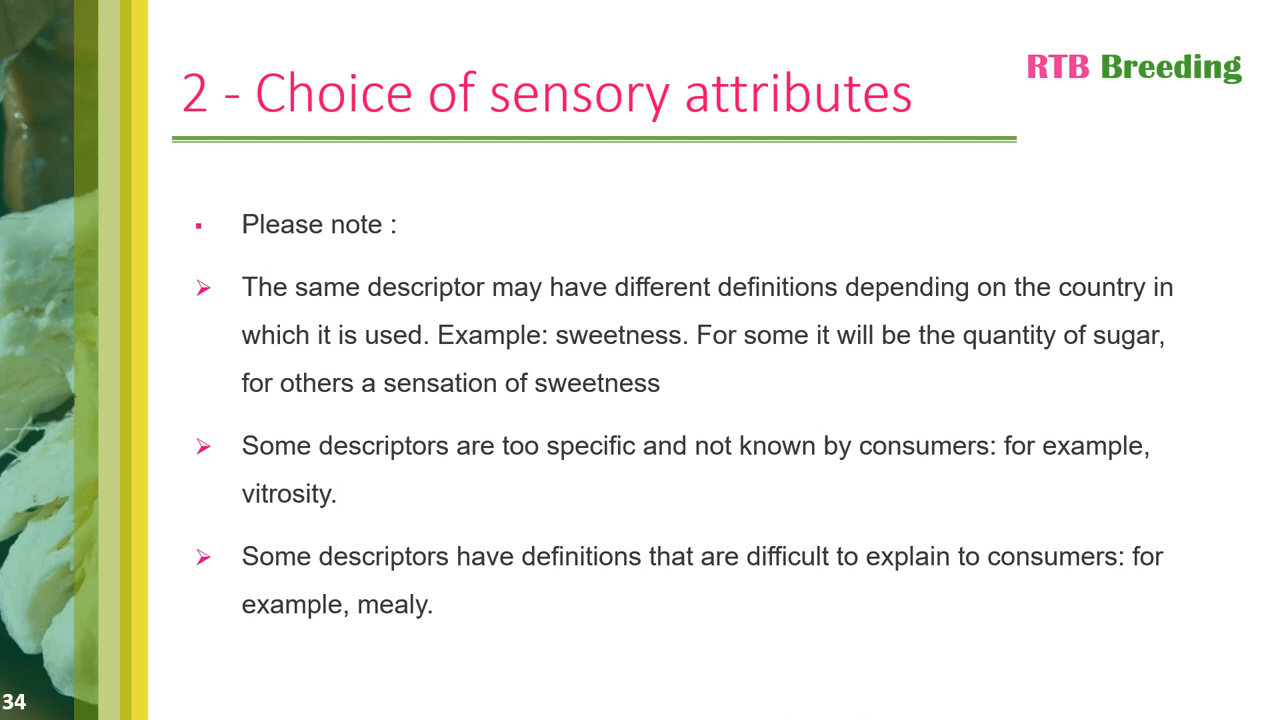 RTB Breeding
2 - Choice of sensory attributes
Please note :
The same descriptor may have different definitions depending on the country in
which it is used. Example: sweetness. For some it will be the quantity of sugar,
for others a sensation of sweetness
Some descriptors are too specific and not known by consumers: for example,
vitrosity.
Some descriptors have definitions that are difficult to explain to consumers: for
example, mealy.
34